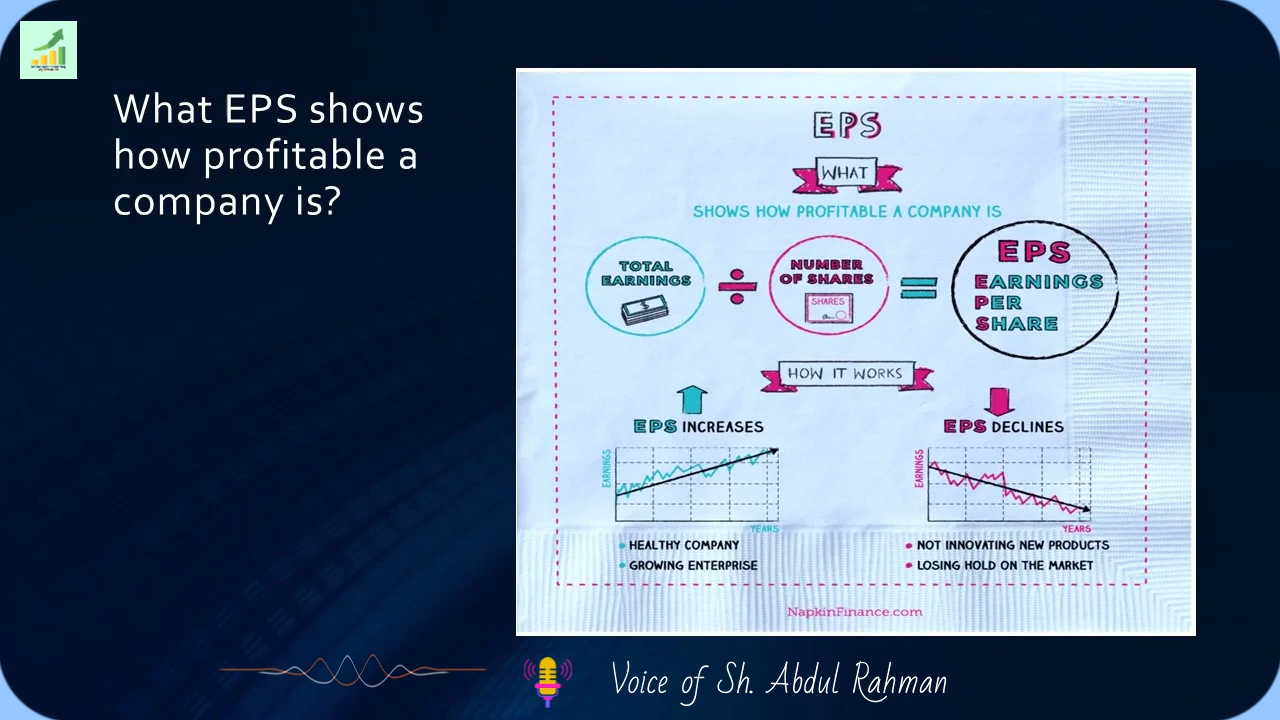 What EPS shows
how profitable a
company is?
EPS
WHAT
SHOWS HOW PROFITABLE A COMPANY IS
TOTAL
EARNINGS
÷
NUMBER
OF SHARES
SHARES
=
EPS
EARNINGS
PER
SHARE
HOW IT WORKS
EPS INCREASES
EARNINGS
YEARS
• HEALTHY COMPANY
• GROWING ENTERPRISE
EPS DECLINES
EARNINGS
YEARS
• NOT INNOVATING NEW PRODUCTS
• LOSING HOLD ON THE MARKET
NapkinFinance.com
Voice of Sh. Abdul Rahman